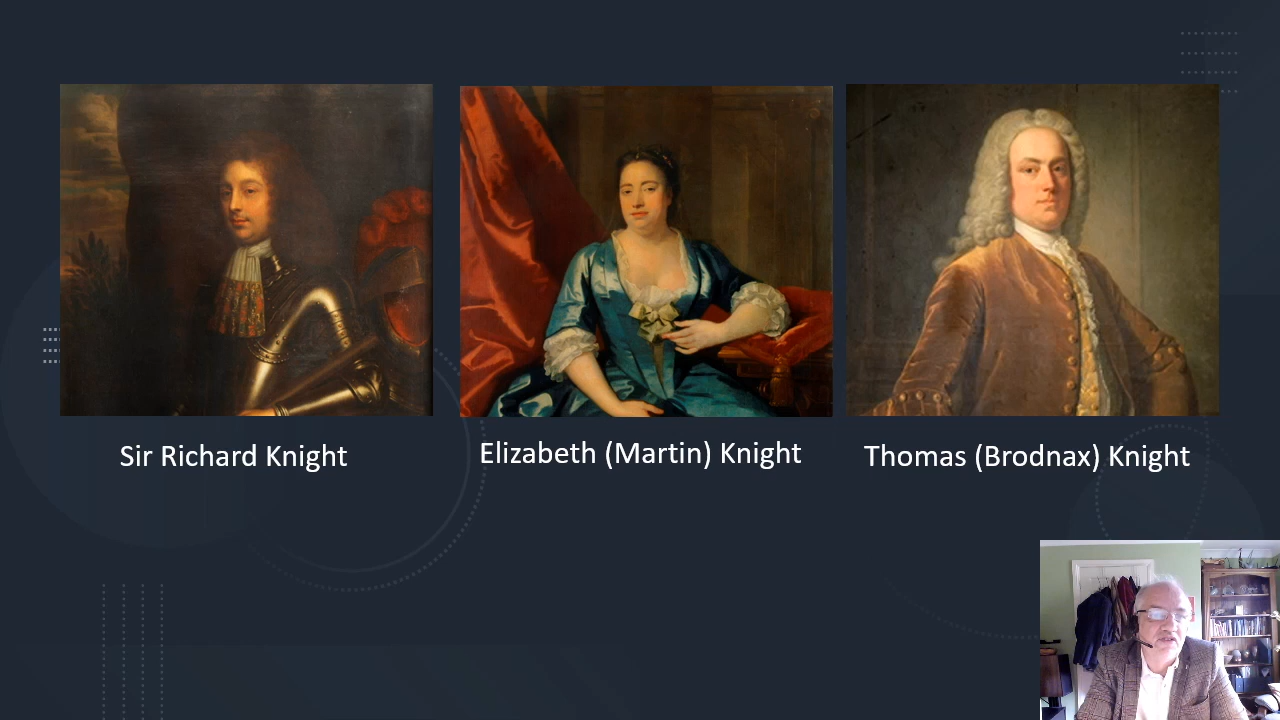 Sir Richard Knight
Elizabeth (Martin) Knight
Thomas (Brodnax) Knight